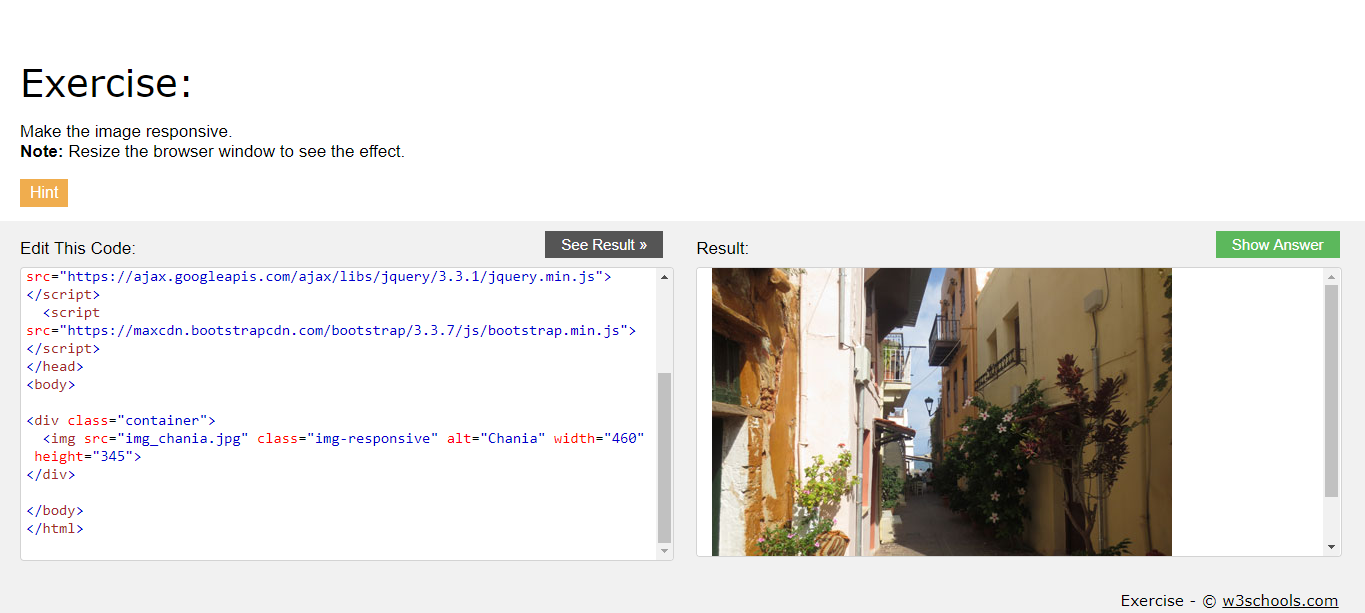 Exercise:
Make the image responsive.
Note: Resize the browser window to see the effect.
Hint
Edit This Code:
See Result »
Result:
Show Answer
src="https://ajax.googleapis.com/ajax/libs/jquery/3.3.1/jquery.min.js">
</script>
<script
src="https://maxcdn.bootstrapcdn.com/bootstrap/3.3.7/js/bootstrap.min.js">
</script>
</head>
<body>
<div class="container">
<img src="img_chania.jpg" class="img-responsive" alt="Chania" width="460"
height="345">
</div>
</body>
</html>
Exercise - © w3schools.com